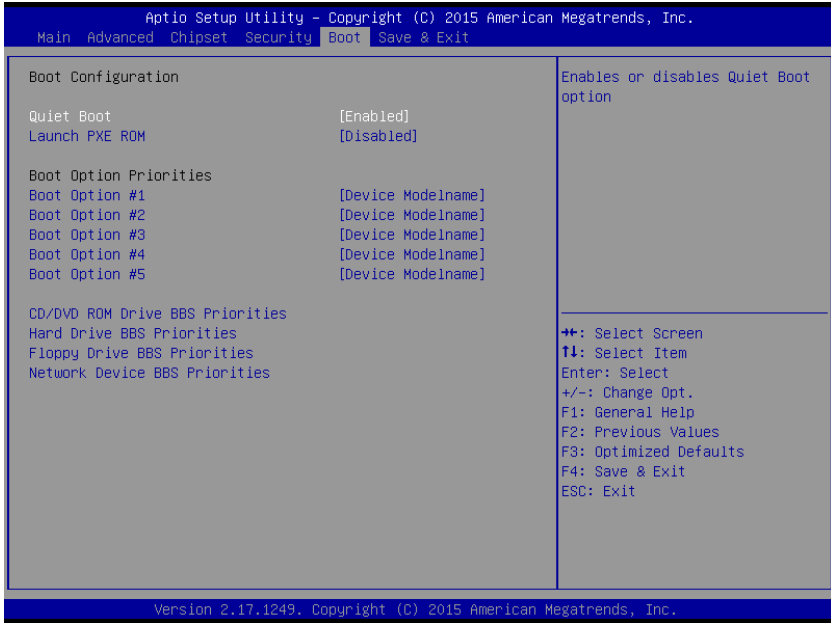 Aptio Setup Utility – Copyright (C) 2015 American Megatrends, Inc.
Main Advanced Chipset Security Boot Save & Exit
Boot Configuration
Quiet Boot [Enabled]
Launch PXE ROM [Disabled]
Boot Option Priorities
Boot Option #1 [Device Modelname]
Boot Option #2 [Device Modelname]
Boot Option #3 [Device Modelname]
Boot Option #4 [Device Modelname]
Boot Option #5 [Device Modelname]
CD/DVD ROM Drive BBS Priorities
Hard Drive BBS Priorities
Floppy Drive BBS Priorities
Network Device BBS Priorities
Enables or disables Quiet Boot
option
→←: Select Screen
↑↓: Select Item
Enter: Select
+/-: Change Opt.
F1: General Help
F2: Previous Values
F3: Optimized Defaults
F4: Save & Exit
ESC: Exit
Version 2.17.1249. Copyright (C) 2015 American Megatrends, Inc.